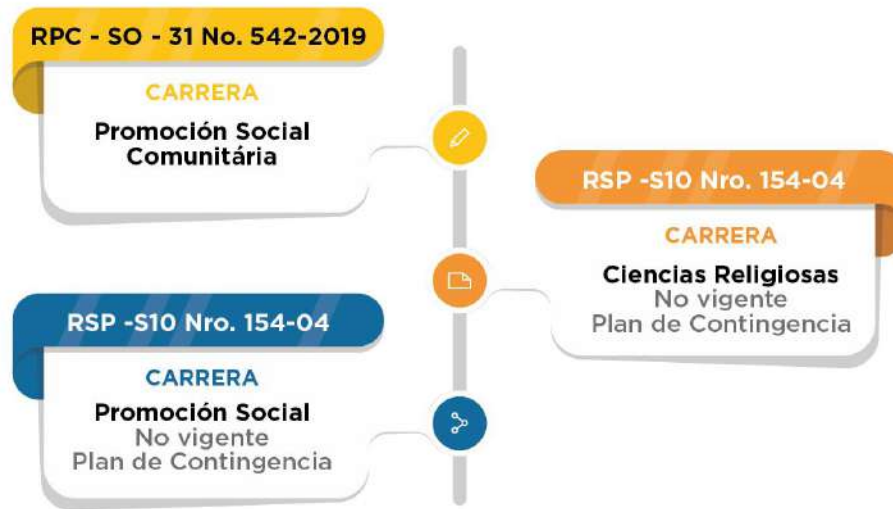 RPC - SO - 31 No. 542-2019
CARRERA
Promoción Social
Comunitária
RSP -S10 Nro. 154-04
CARRERA
Ciencias Religiosas
No vigente
Plan de Contingencia
RSP -S10 Nro. 154-04
CARRERA
Promoción Social
No vigente
Plan de Contingencia